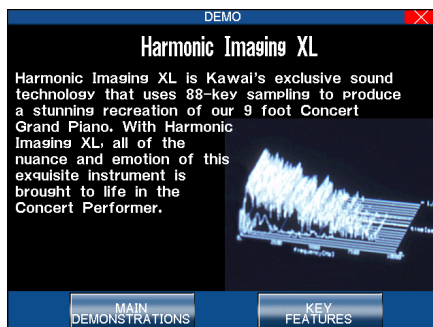 DEMO
Harmonic Imaging XL
Harmonic Imaging XL is Kawai's exclusive sound
technology that uses 88-key sampling to produce
a stunning recreation of our 9 foot Concert
Grand Piano. With Harmonic
Imaging XL, all of the
nuance and emotion of this
exquisite instrument is
brought to life in the
Concert Performer.
MAIN
DEMONSTRATIONS
KEY
FEATURES